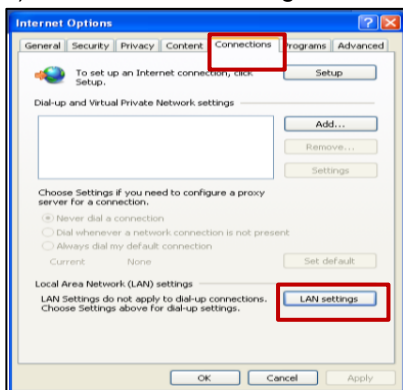 Internet Options
General Security Privacy Content Connections Programs Advanced
To set up an Internet connection, click
Setup.
Setup
Dial-up and Virtual Private Network settings
Add...
Remove...
Settings
Choose Settings if you need to configure a proxy
server for a connection.
Never dial a connection
Dial whenever a network connection is not present
Always dial my default connection
Current None
Set default
Local Area Network (LAN) settings
LAN Settings do not apply to dial-up connections.
Choose Settings above for dial-up settings.
LAN settings
OK Cancel Apply